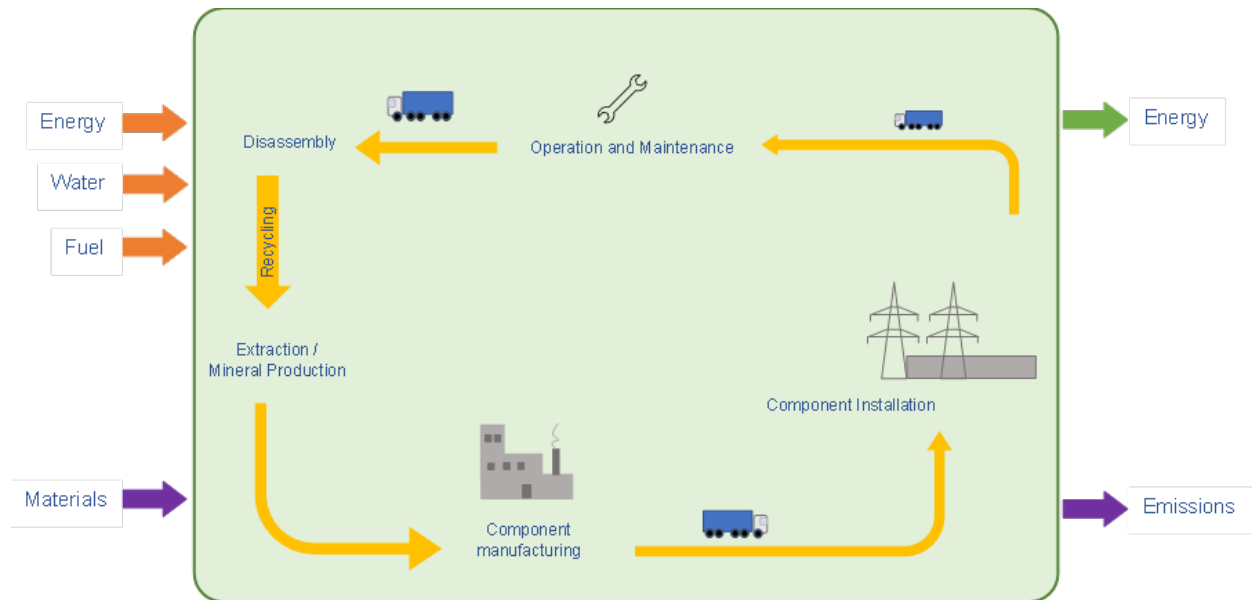 Energy
Water
Fuel
Materials
Disassembly
Operation and Maintenance
Recycling
Extraction /
Mineral Production
Component
manufacturing
Component Installation
Energy
Emissions